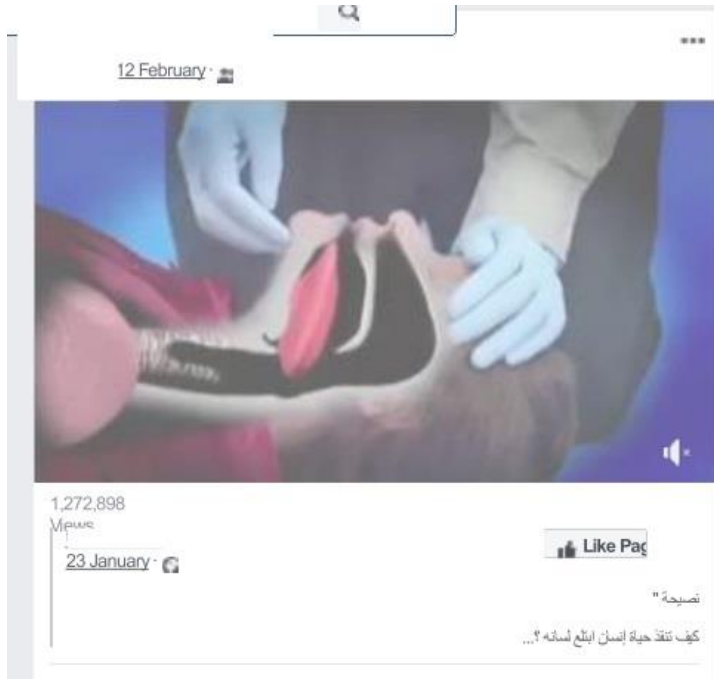 12 February ·
1,272,898
Views
23 January ·
Like Pag
نصيحة "
كيف تنقذ حياة إنسان ابتلع لسانه ؟...